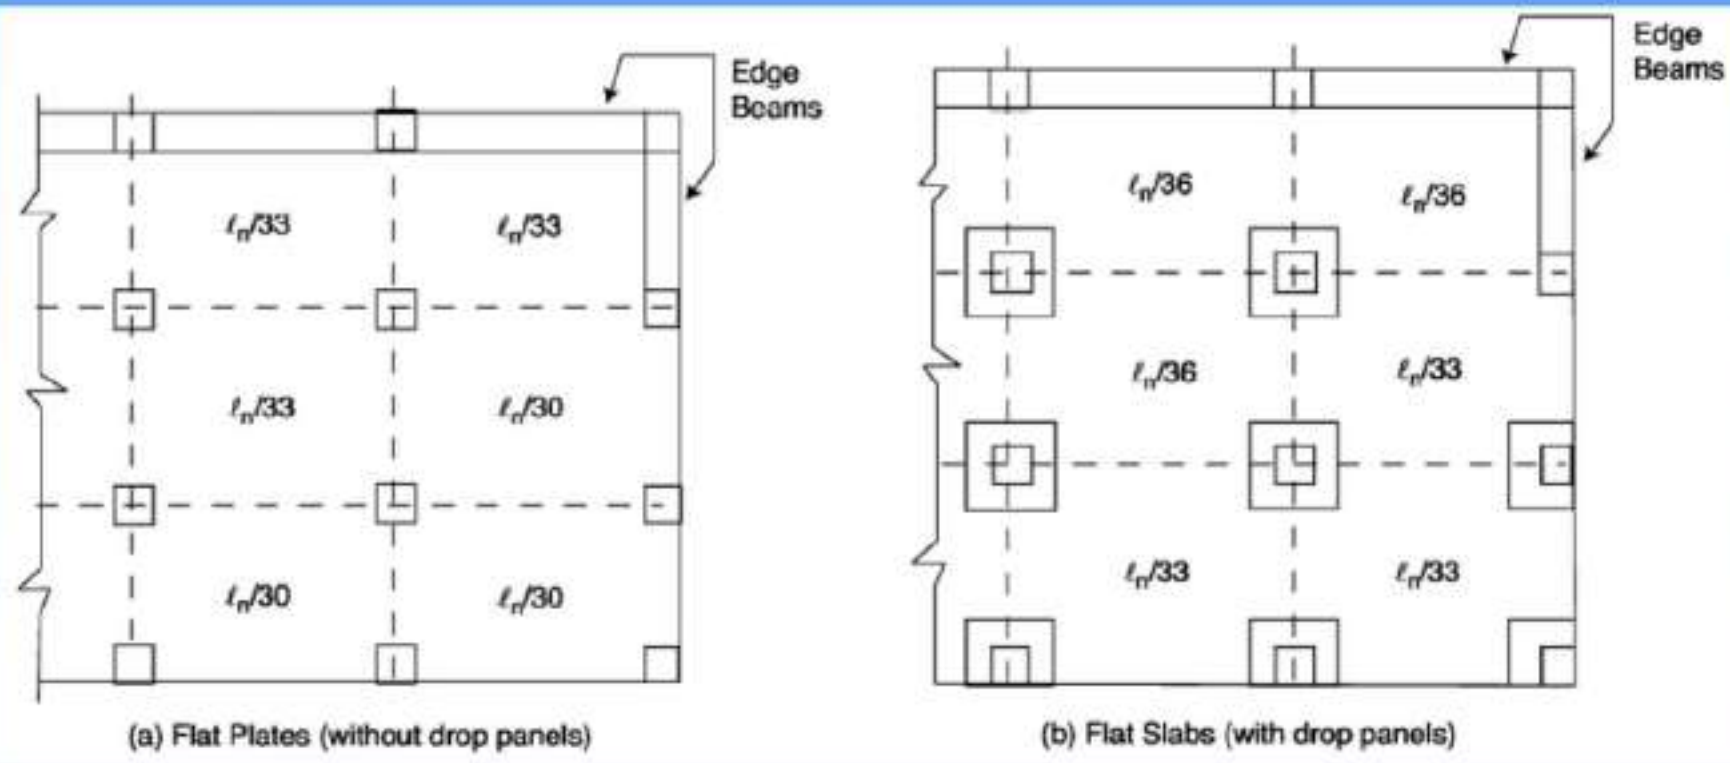 Edge
Beams
ℓn/33
ℓn/33
ℓn/33
ℓn/30
ℓn/30
ℓn/30
(a) Flat Plates (without drop panels)
Edge
Beams
ℓn/36
ℓn/36
ℓn/36
ℓn/33
ℓn/33
ℓn/33
(b) Flat Slabs (with drop panels)